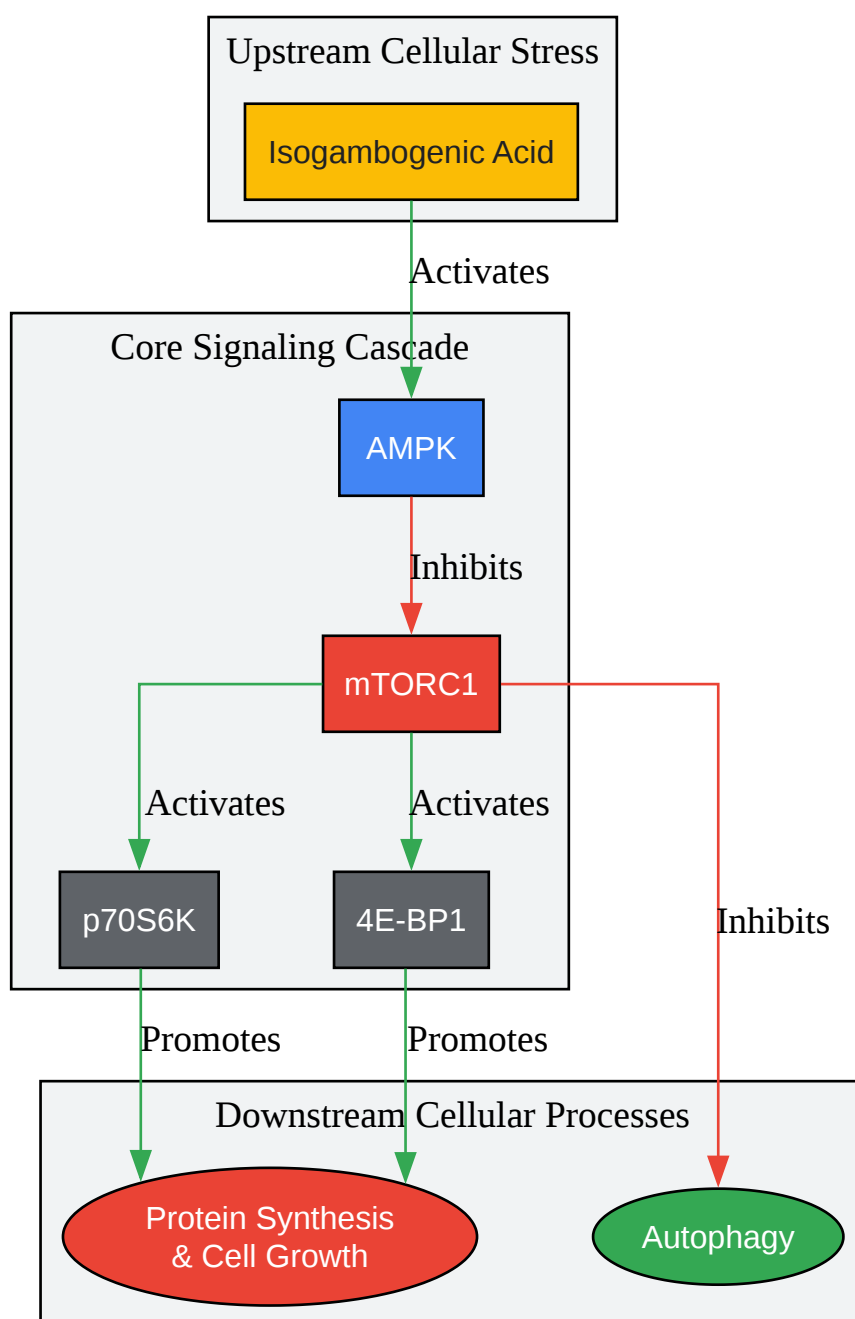 Upstream Cellular Stress
Isogambogenic Acid
Activates
Core Signaling Cascade
AMPK
Inhibits
mTORC1
Activates
Activates
p70S6K
4E-BP1
Inhibits
Promotes
Promotes
Downstream Cellular Processes
Protein Synthesis
& Cell Growth
Autophagy